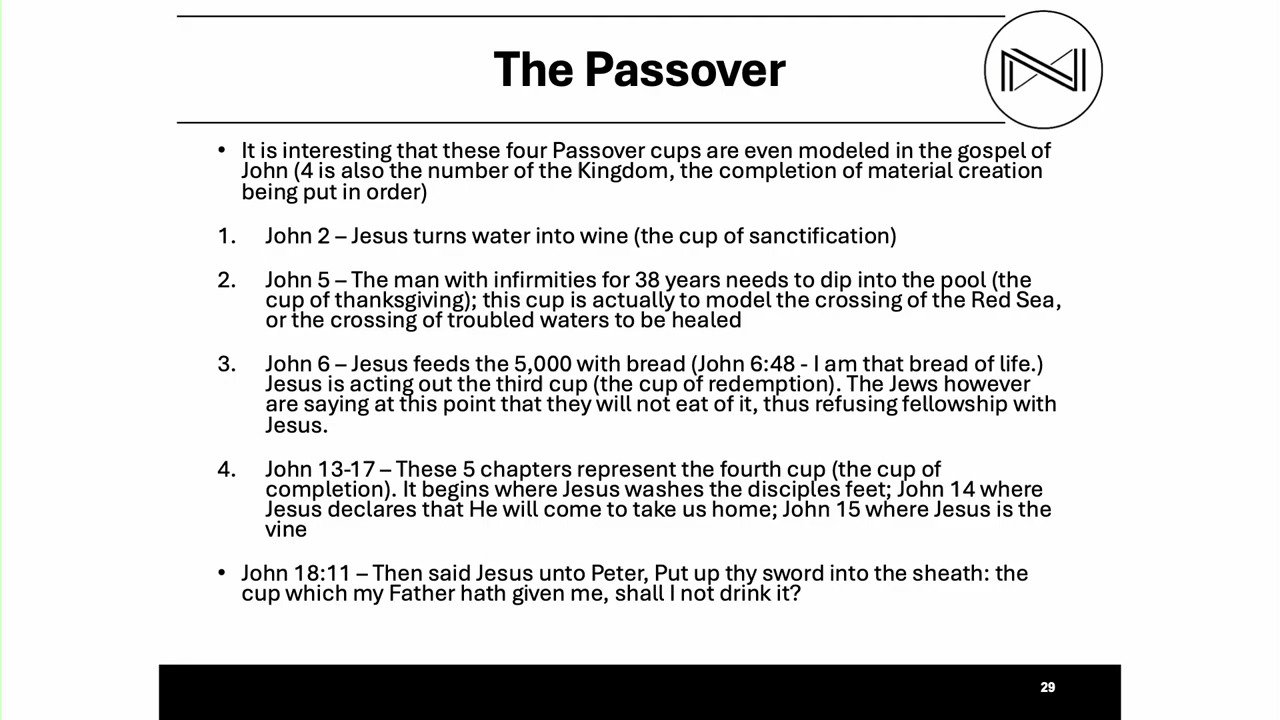 The Passover
• It is interesting that these four Passover cups are even modeled in the gospel of
John (4 is also the number of the Kingdom, the completion of material creation
being put in order)
1. John 2 – Jesus turns water into wine (the cup of sanctification)
2. John 5 – The man with infirmities for 38 years needs to dip into the pool (the
cup of thanksgiving); this cup is actually to model the crossing of the Red Sea,
or the crossing of troubled waters to be healed
3. John 6 – Jesus feeds the 5,000 with bread (John 6:48 - I am that bread of life.)
Jesus is acting out the third cup (the cup of redemption). The Jews however
are saying at this point that they will not eat of it, thus refusing fellowship with
Jesus.
4. John 13-17 – These 5 chapters represent the fourth cup (the cup of
completion). It begins where Jesus washes the disciples feet; John 14 where
Jesus declares that He will come to take us home; John 15 where Jesus is the
vine
• John 18:11 – Then said Jesus unto Peter, Put up thy sword into the sheath: the
cup which my Father hath given me, shall I not drink it?
29